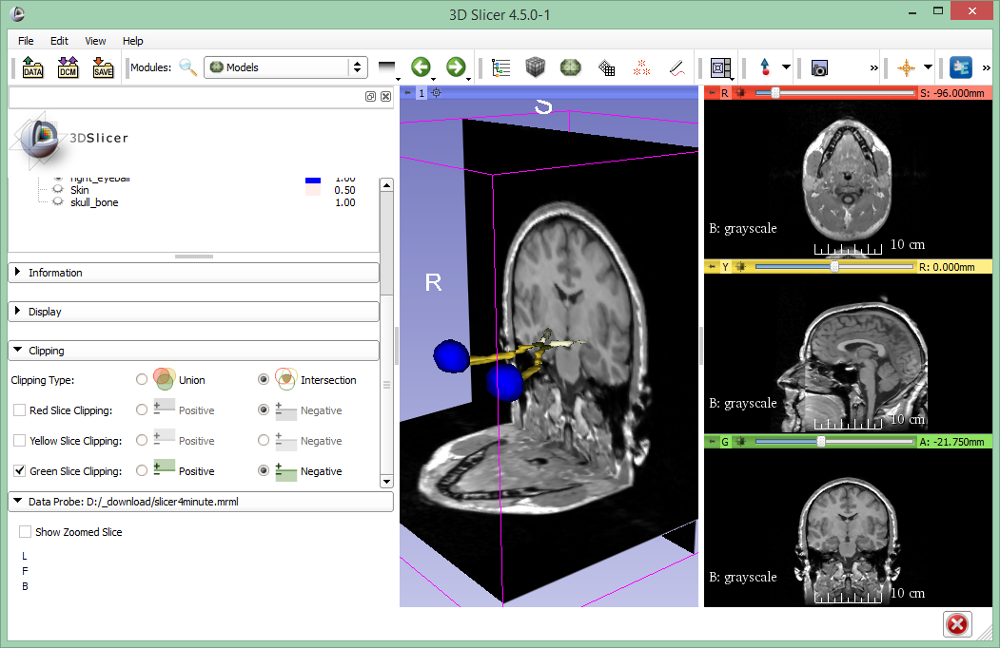 3D Slicer 4.5.0-1
File Edit View Help
DATA DCM SAVE Modules: Models
1
3DSlicer
right_eyeball 1.00
Skin 0.50
skull_bone 1.00
Information
Display
Clipping
Clipping Type: Union Intersection
Red Slice Clipping: Positive Negative
Yellow Slice Clipping: Positive Negative
Green Slice Clipping: Positive Negative
Data Probe: D:/_download/slicer4minute.mrml
Show Zoomed Slice
L
F
B
S
R
R S: -96.000mm
B: grayscale
10 cm
Y R: 0.000mm
B: grayscale
10 cm
G A: -21.750mm
B: grayscale
10 cm